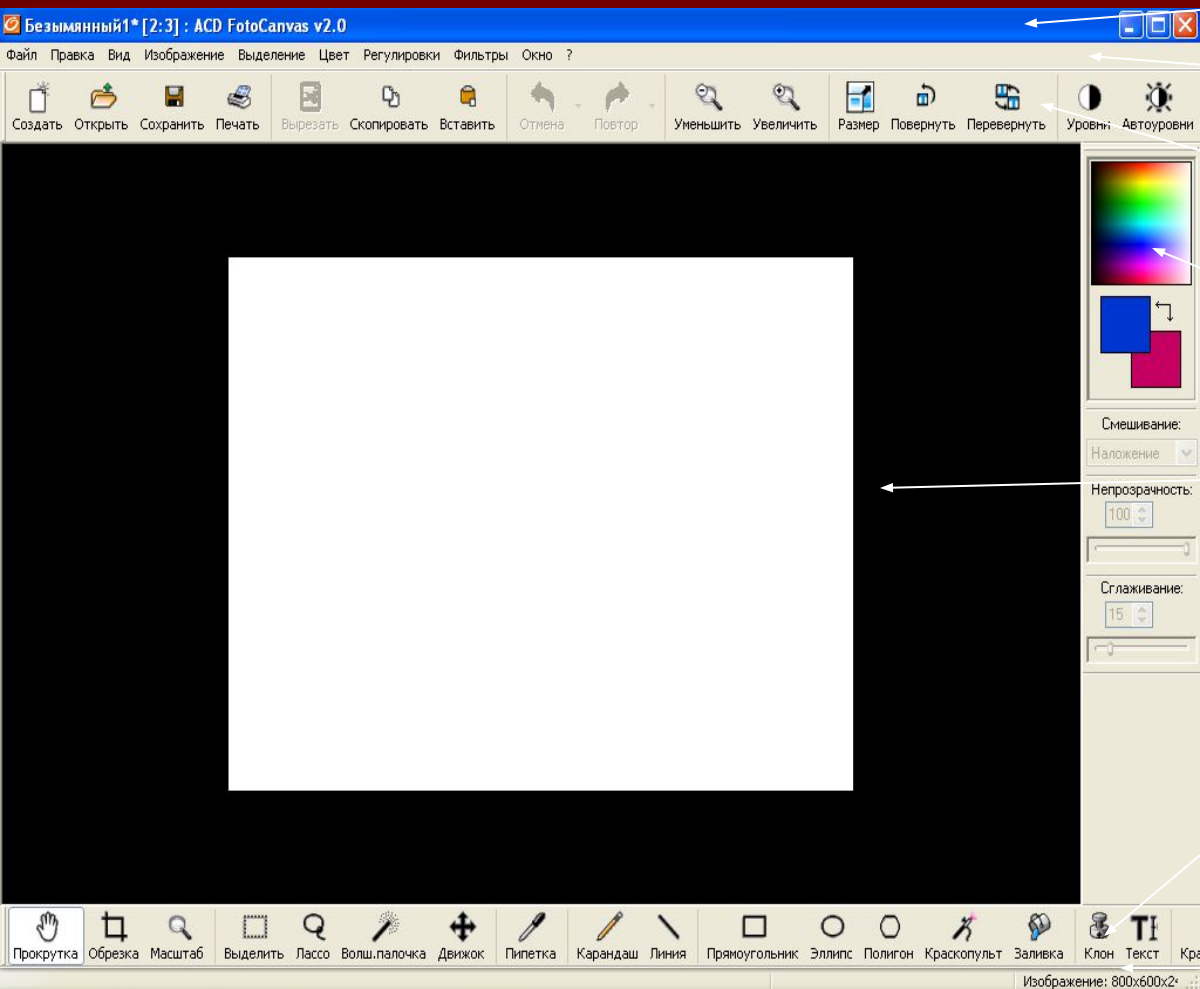 Безымянный1* [2:3] : ACD FotoCanvas v2.0
Файл Правка Вид Изображение Выделение Цвет Регулировки Фильтры Окно ?
Создать Открыть Сохранить Печать Вырезать Скопировать Вставить Отмена Повтор Уменьшить Увеличить Размер Повернуть Перевернуть Уровни Автоуровни
Смешивание:
Наложение
Непрозрачность:
100
Сглаживание:
15
Прокрутка Обрезка Масштаб Выделить Лассо Волш.палочка Движок Пипетка Карандаш Линия Прямоугольник Эллипс Полигон Краскопульт Заливка Клон Текст
Изображение: 800x600x2